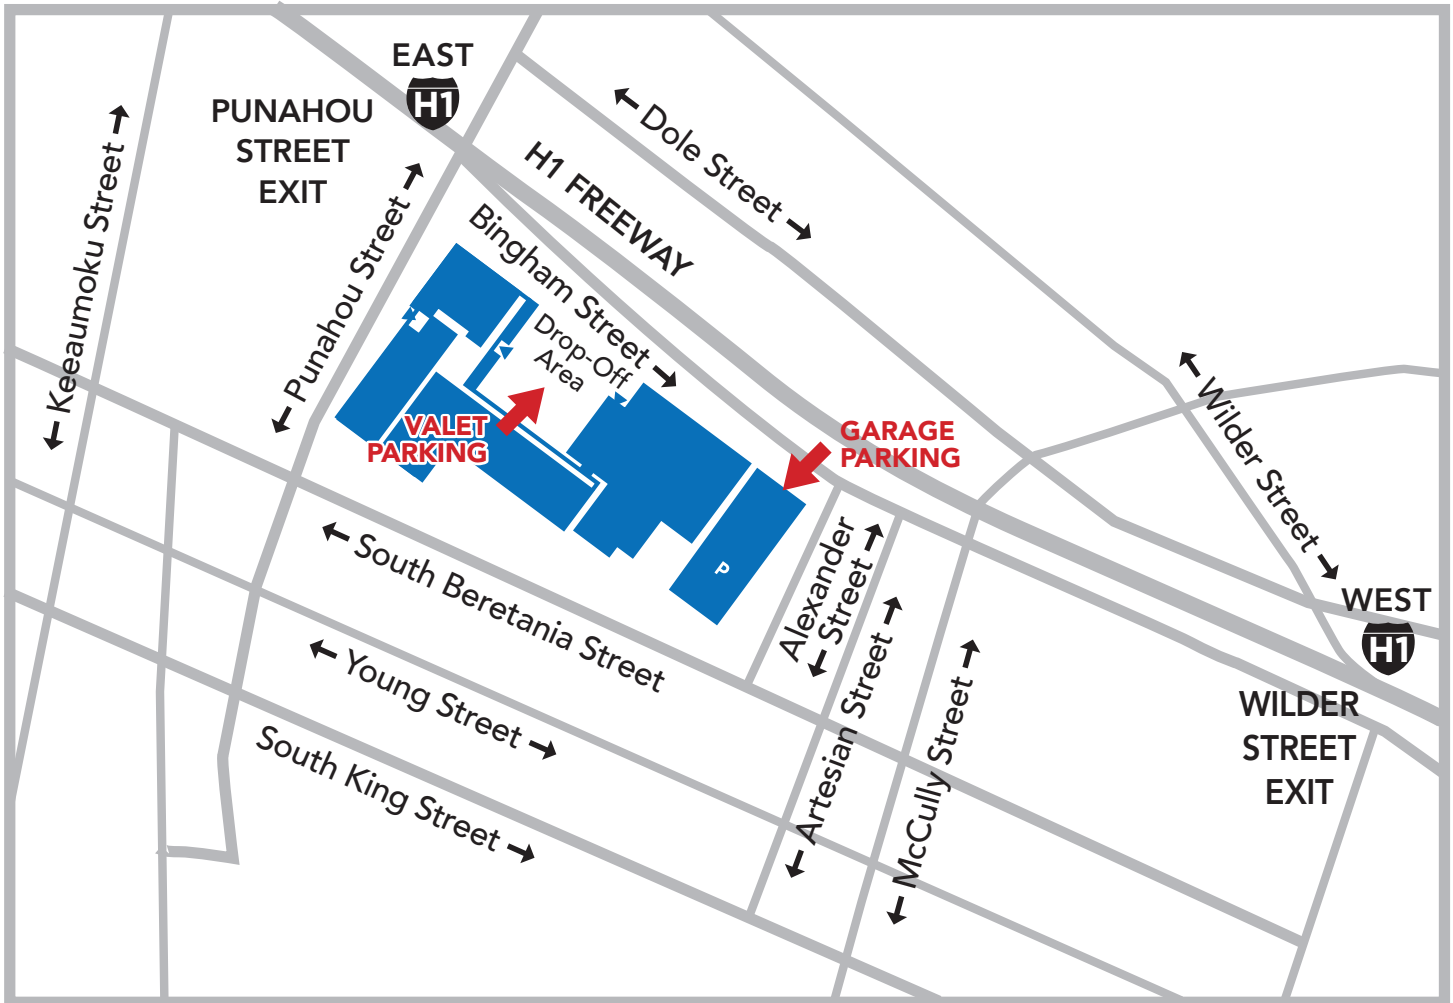 EAST
H1
PUNAHOU
STREET
EXIT
Keeaumoku Street
Punahou Street
Dole Street
H1 FREEWAY
Bingham Street
Drop-Off
Area
VALET
PARKING
GARAGE
PARKING
P
Wilder Street
WEST
H1
WILDER
STREET
EXIT
Alexander
Street
Artesian Street
McCully Street
South Beretania Street
Young Street
South King Street